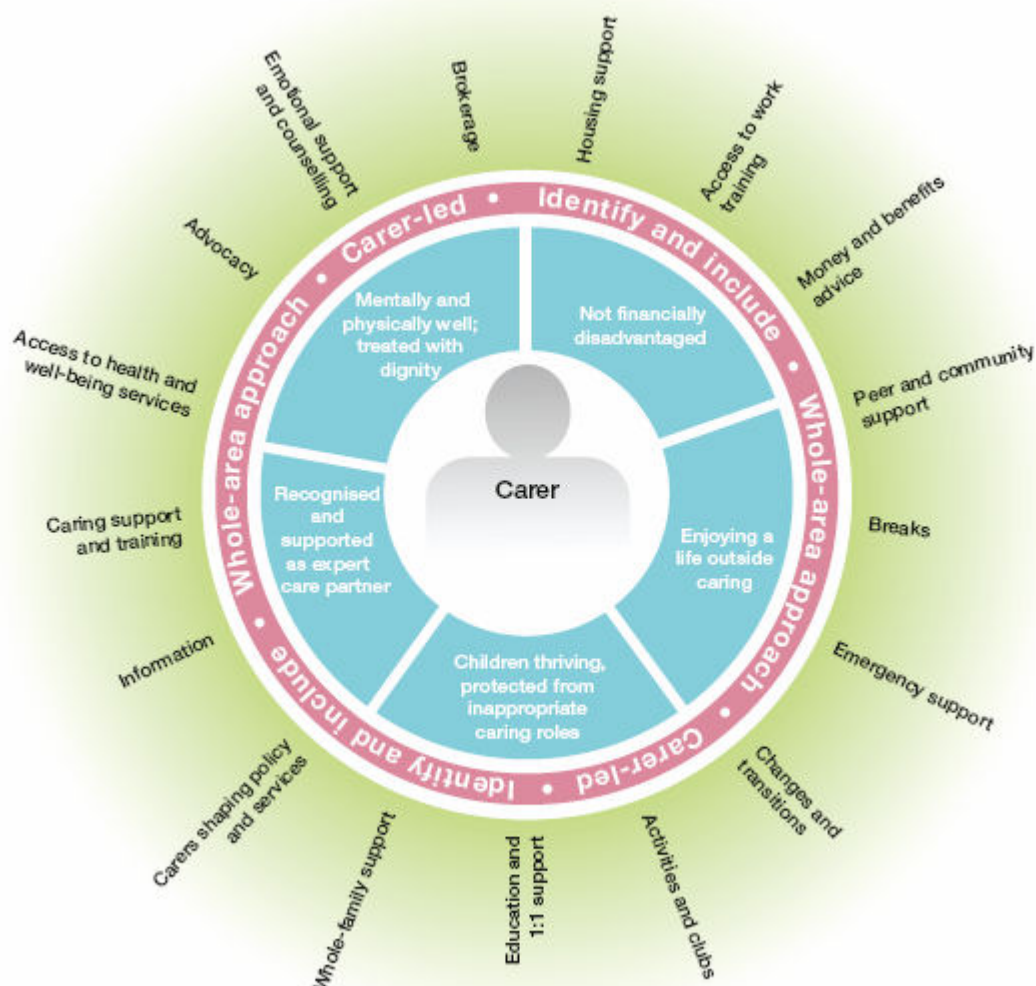 Brokerage
Housing support
Access to work
training
Money and benefits
advice
Peer and community
support
Breaks
Emergency support
Changes and
transitions
Activities and clubs
Education and
1:1 support
Whole-family support
Carers shaping policy
and services
Information
Caring support
and training
Access to health and
well-being services
Advocacy
Emotional support
and counselling
Identify and include • Whole-area approach • Carer-led • Identify and include • Whole-area approach • Carer-led •
Not financially
disadvantaged
Enjoying a
life outside
caring
Children thriving,
protected from
inappropriate
caring roles
Recognised
and
supported
as expert
care partner
Mentally and
physically well;
treated with
dignity
Carer